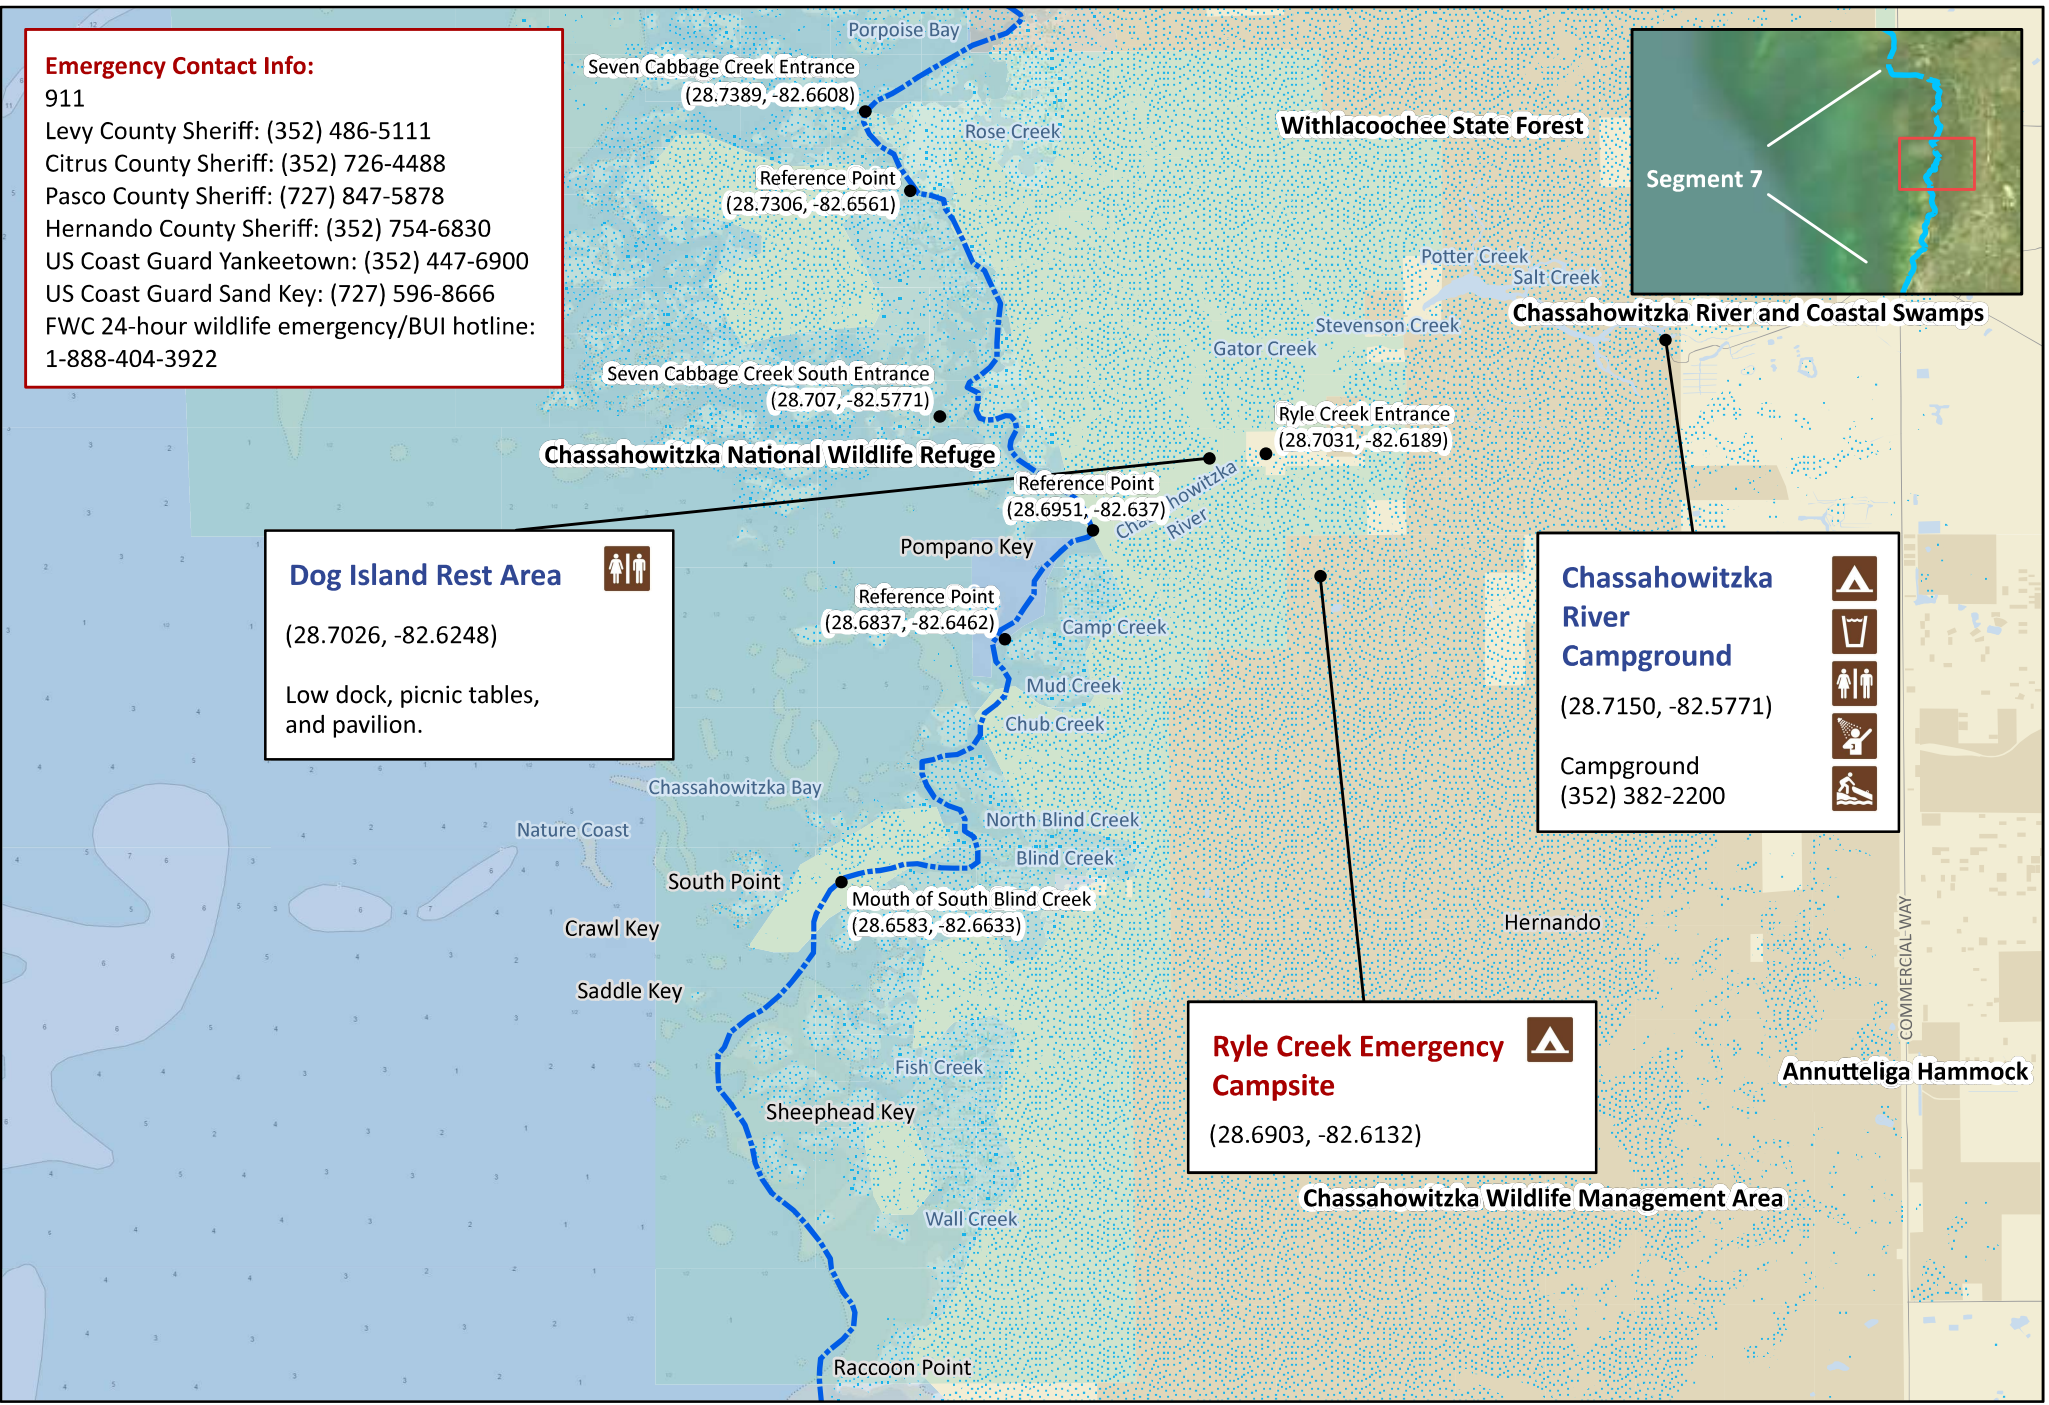 Emergency Contact Info:
911
Levy County Sheriff: (352) 486-5111
Citrus County Sheriff: (352) 726-4488
Pasco County Sheriff: (727) 847-5878
Hernando County Sheriff: (352) 754-6830
US Coast Guard Yankeetown: (352) 447-6900
US Coast Guard Sand Key: (727) 596-8666
FWC 24-hour wildlife emergency/BUI hotline:
1-888-404-3922
Porpoise Bay
Seven Cabbage Creek Entrance
(28.7389, -82.6608)
Rose Creek
Withlacoochee State Forest
Segment 7
Reference Point
(28.7306, -82.6561)
Potter Creek
Salt Creek
Chassahowitzka River and Coastal Swamps
Stevenson Creek
Gator Creek
Seven Cabbage Creek South Entrance
(28.707, -82.5771)
Ryle Creek Entrance
(28.7031, -82.6189)
Chassahowitzka National Wildlife Refuge
Reference Point
(28.6951, -82.637)
Chassahowitzka
River
Pompano Key
Dog Island Rest Area
(28.7026, -82.6248)
Low dock, picnic tables,
and pavilion.
Chassahowitzka
River
Campground
(28.7150, -82.5771)
Campground
(352) 382-2200
Reference Point
(28.6837, -82.6462)
Camp Creek
Mud Creek
Chub Creek
Chassahowitzka Bay
Nature Coast
North Blind Creek
Blind Creek
South Point
Mouth of South Blind Creek
(28.6583, -82.6633)
Crawl Key
Saddle Key
Hernando
COMMERCIAL WAY
Ryle Creek Emergency
Campsite
(28.6903, -82.6132)
Annutteliga Hammock
Fish Creek
Sheephead Key
Chassahowitzka Wildlife Management Area
Wall Creek
Raccoon Point